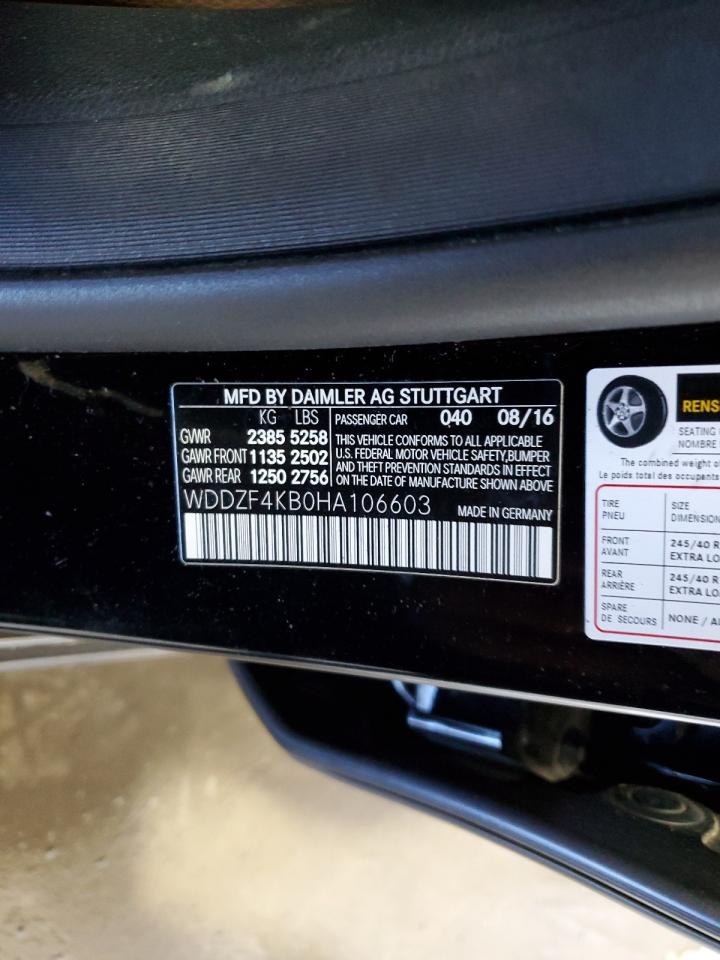 MFD BY DAIMLER AG STUTTGART
KG LBS
GVWR 2385 5258
GAWR FRONT 1135 2502
GAWR REAR 1250 2756
PASSENGER CAR 040 08/16
THIS VEHICLE CONFORMS TO ALL APPLICABLE
U.S. FEDERAL MOTOR VEHICLE SAFETY,BUMPER
AND THEFT PREVENTION STANDARDS IN EFFECT
ON THE DATE OF MANUFACTURE SHOWN ABOVE
WDDZF4KB0HA106603
MADE IN GERMANY
RENS
SEATING
NOMBRE
The combined weight o
Le poids total des occupants
TIRE SIZE
PNEU DIMENSION
FRONT 245/40 R
AVANT EXTRA LO
REAR 245/40 R
ARRIÈRE EXTRA LO
SPARE NONE / A
DE SECOURS